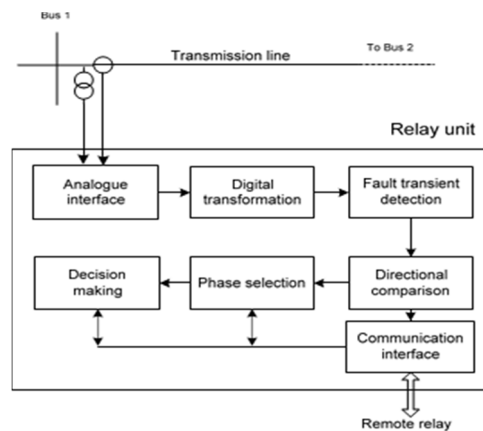 Bus 1
Transmission line
To Bus 2
Relay unit
Analogue
interface
Digital
transformation
Fault transient
detection
Decision
making
Phase selection
Directional
comparison
Communication
interface
Remote relay